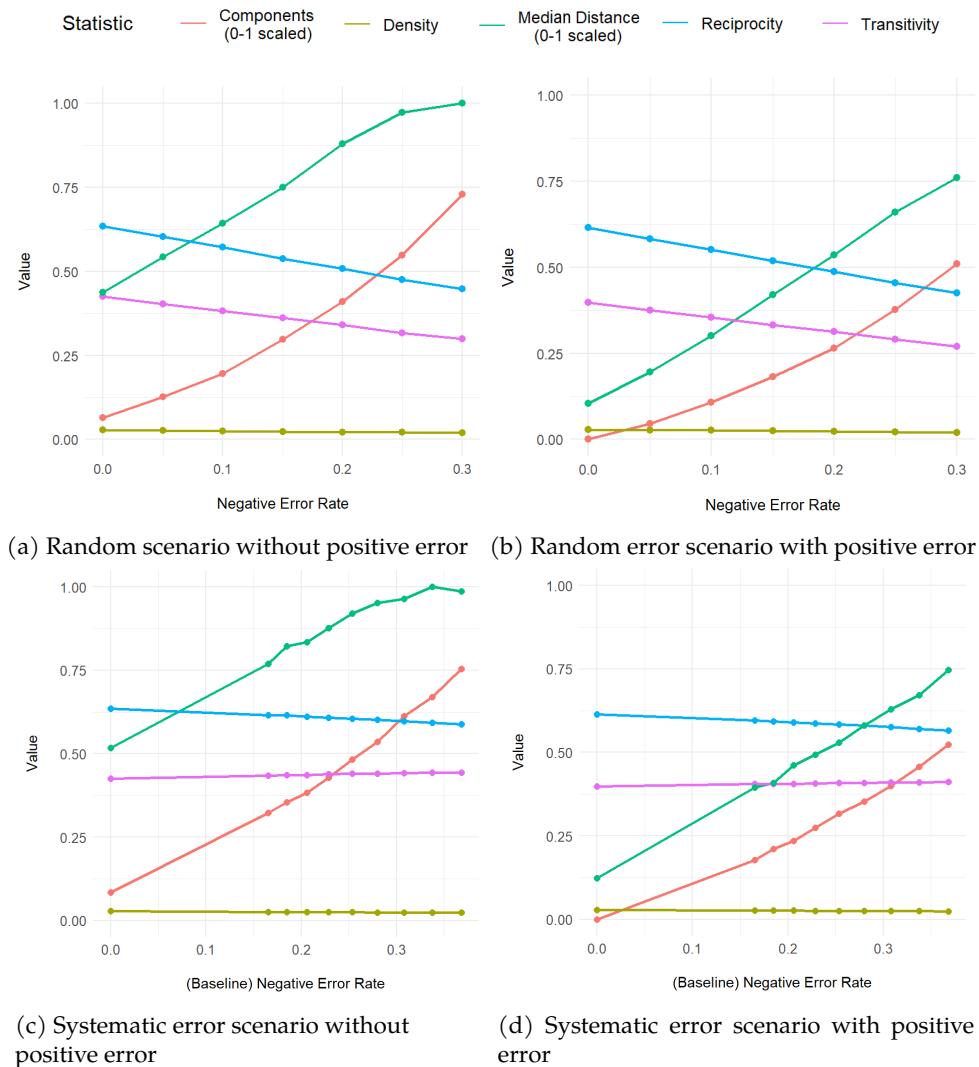 Statistic
Components
(0-1 scaled)
Density
Median Distance
(0-1 scaled)
Reciprocity
Transitivity
1.00
0.75
0.50
0.25
0.00
Value
0.0 0.1 0.2 0.3
Negative Error Rate
(a) Random scenario without positive error
1.00
0.75
0.50
0.25
0.00
Value
0.0 0.1 0.2 0.3
Negative Error Rate
(b) Random error scenario with positive error
1.00
0.75
0.50
0.25
0.00
Value
0.0 0.1 0.2 0.3
(Baseline) Negative Error Rate
(c) Systematic error scenario without
positive error
1.00
0.75
0.50
0.25
0.00
Value
0.0 0.1 0.2 0.3
(Baseline) Negative Error Rate
(d) Systematic error scenario with positive
error